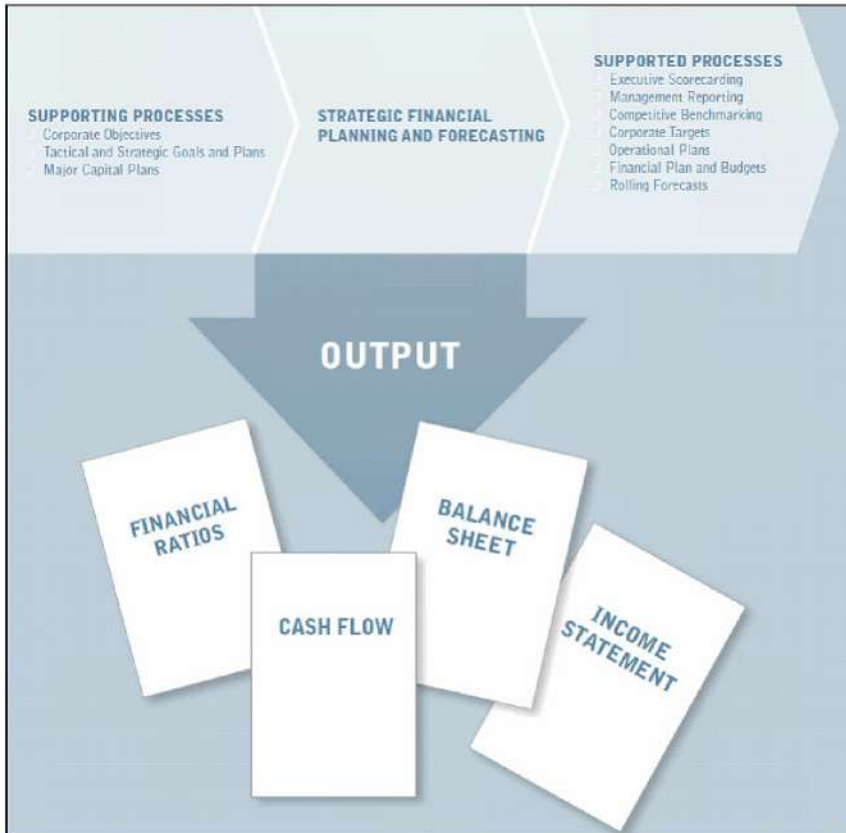 SUPPORTING PROCESSES
Corporate Objectives
Tactical and Strategic Goals and Plans
Major Capital Plans
STRATEGIC FINANCIAL
PLANNING AND FORECASTING
SUPPORTED PROCESSES
Executive Scorecarding
Management Reporting
Competitive Benchmarking
Corporate Targets
Operational Plans
Financial Plan and Budgets
Rolling Forecasts
OUTPUT
FINANCIAL
RATIOS
CASH FLOW
BALANCE
SHEET
INCOME
STATEMENT